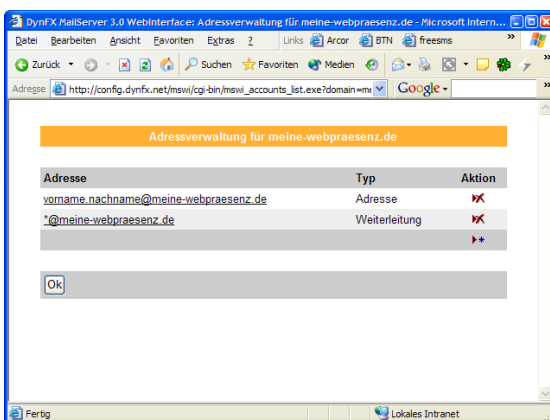 DynFX MailServer 3.0 WebInterface: Adressverwaltung für meine-webpraesenz.de - Microsoft Intern...
Datei Bearbeiten Ansicht Favoriten Extras ? Links Arcor BTN freesms »
Zurück Suchen Favoriten Medien »
Adresse http://config.dynfx.net/mswi/cgi-bin/mswi_accounts_list.exe?domain=me Google »
Adressverwaltung für meine-webpraesenz.de
Adresse Typ Aktion
vorname.nachname@meine-webpraesenz.de Adresse
*@meine-webpraesenz.de Weiterleitung
Ok
Fertig Lokales Intranet